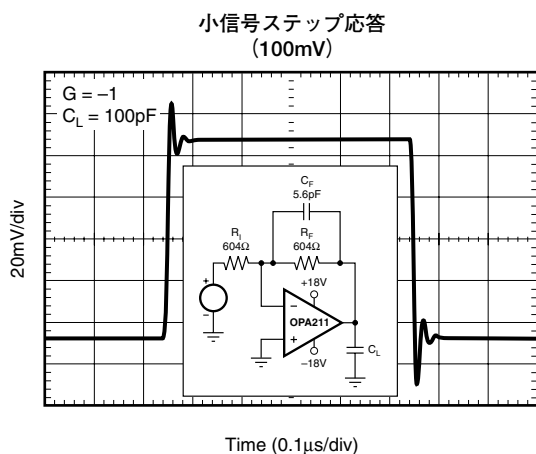 小信号ステップ応答
(100mV)
G = –1
C_L = 100pF
20mV/div
C_F
5.6pF
R_I
604Ω
R_F
604Ω
+
–
+18V
–
OPA211
+
–18V
C_L
Time (0.1μs/div)